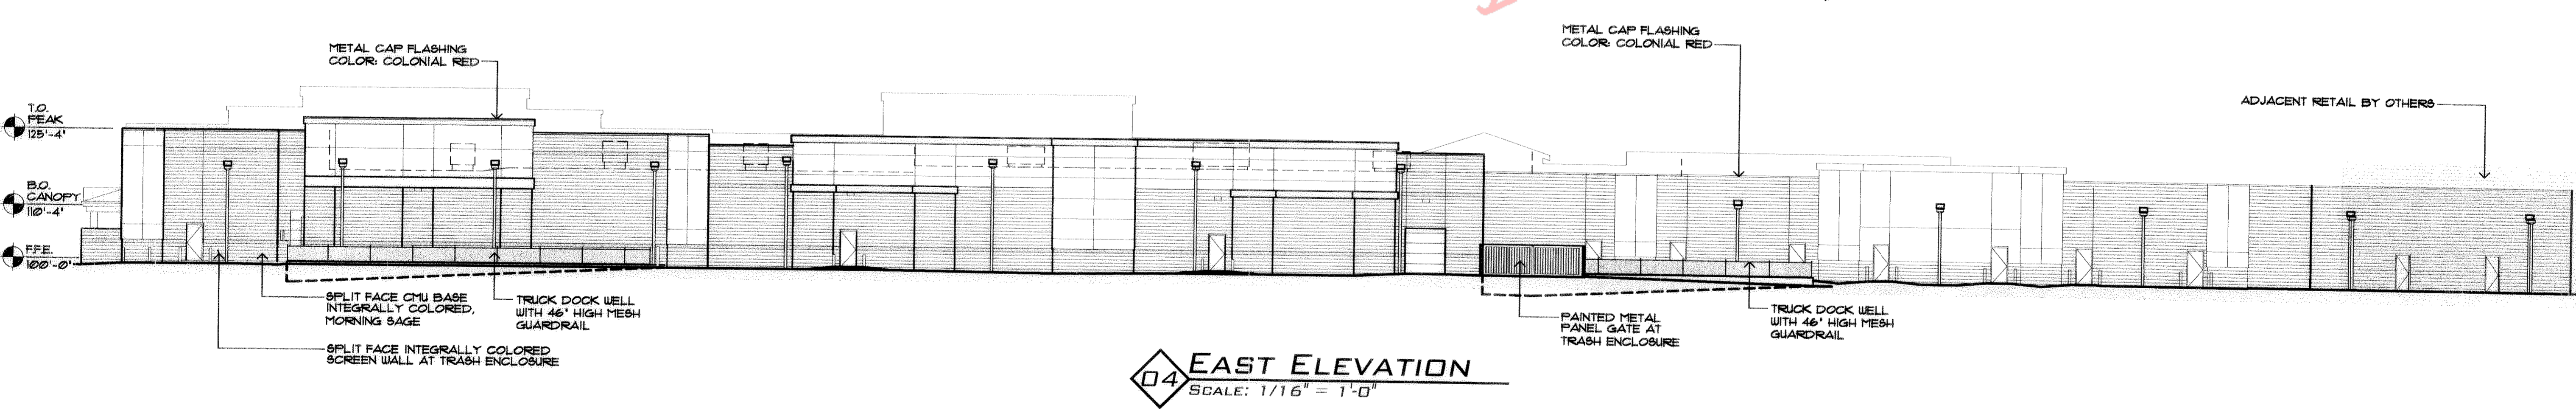 METAL CAP FLASHING
COLOR: COLONIAL RED
METAL CAP FLASHING
COLOR: COLONIAL RED
ADJACENT RETAIL BY OTHERS
T.O.
PEAK
125'-4"
B.O.
CANOPY
110'-4"
F.F.E.
100'-0"
SPLIT FACE CMU BASE
INTEGRALLY COLORED,
MORNING SAGE
TRUCK DOCK WELL
WITH 46" HIGH MESH
GUARDRAIL
SPLIT FACE INTEGRALLY COLORED
SCREEN WALL AT TRASH ENCLOSURE
PAINTED METAL
PANEL GATE AT
TRASH ENCLOSURE
TRUCK DOCK WELL
WITH 46" HIGH MESH
GUARDRAIL
04
EAST ELEVATION
SCALE: 1/16" = 1'-0"